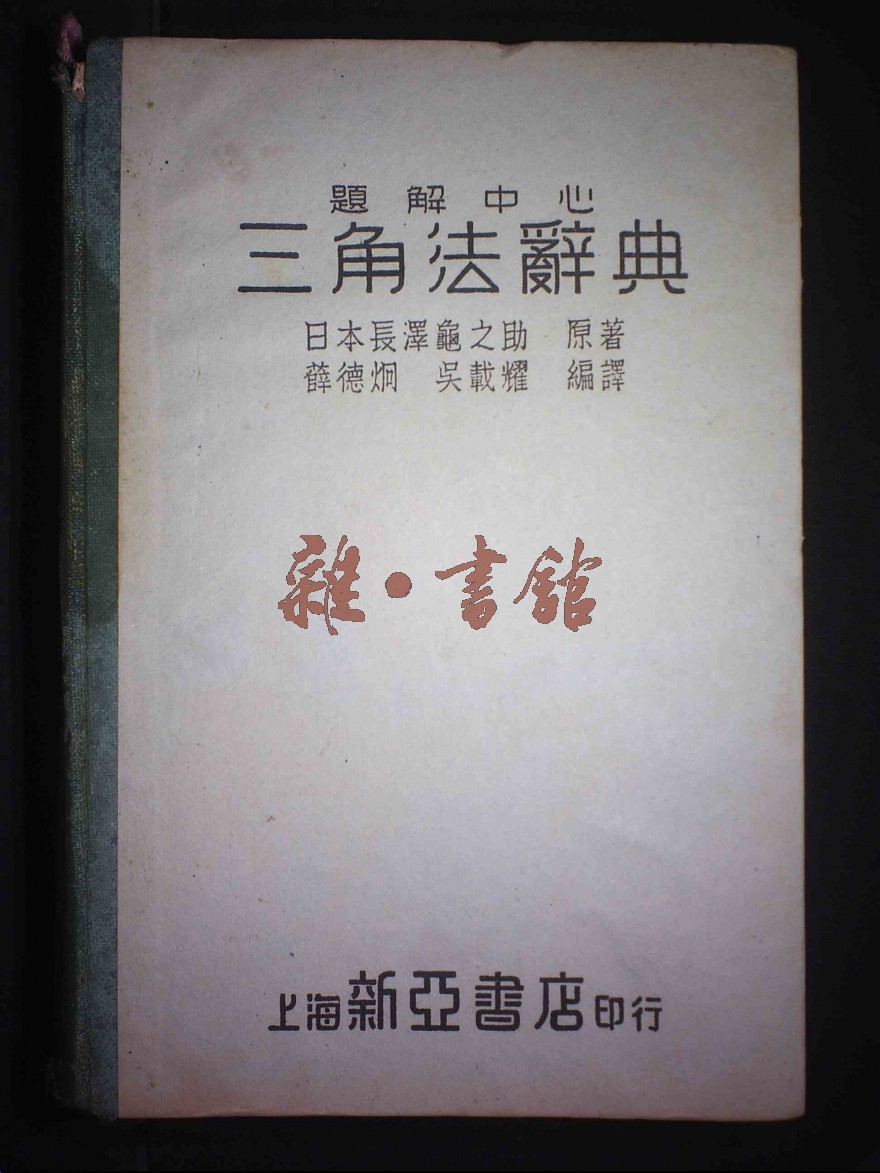 題解中心
三角法辭典
日本長澤龜之助 原著
薛德炯 吳載耀 編譯
雜·書館
上海新亞書店印行